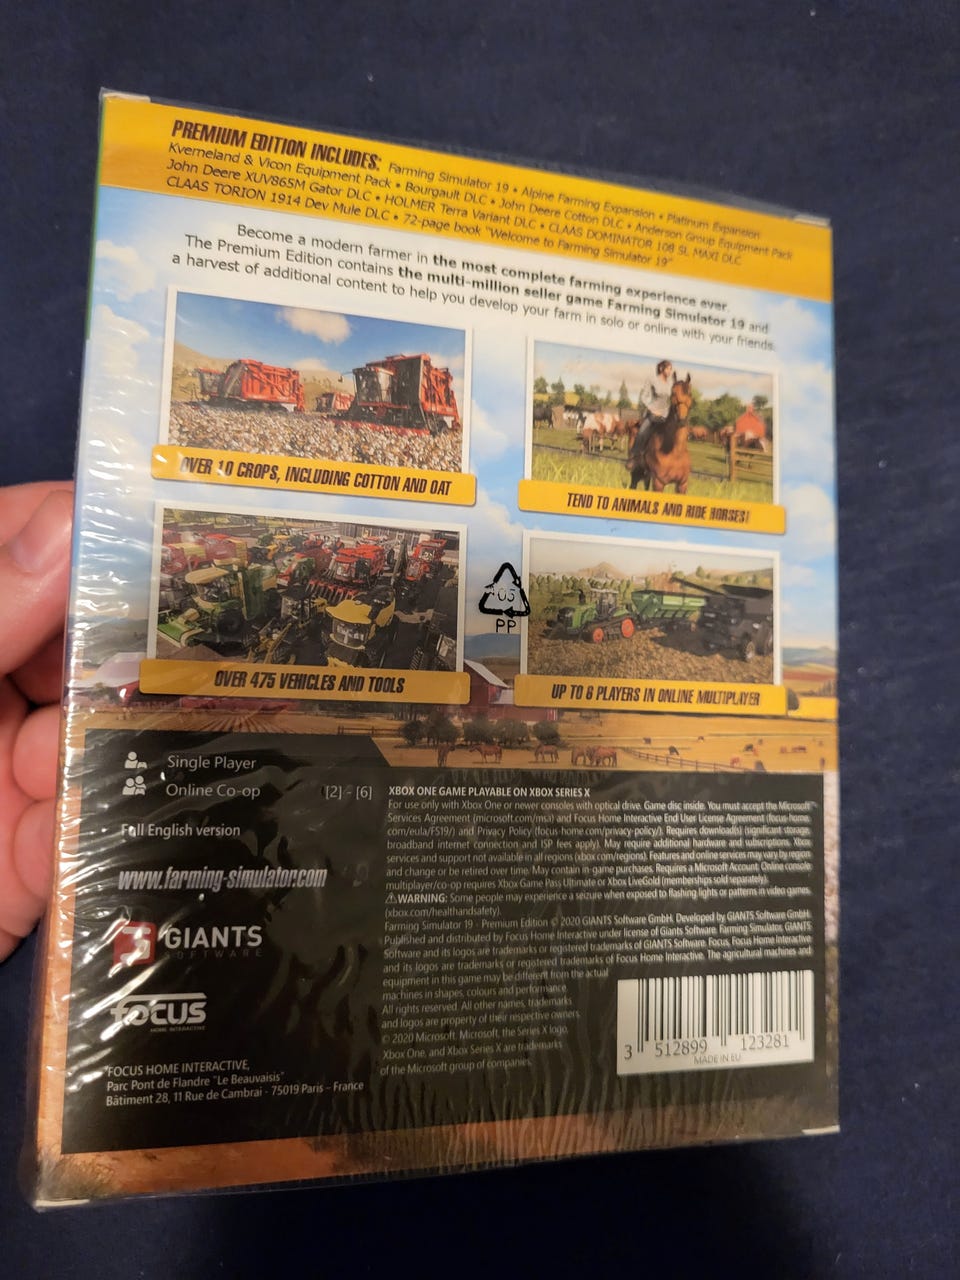 PREMIUM EDITION INCLUDES: Farming Simulator 19 • Alpine Farming Expansion • Platinum Expansion
Kverneland & Vicon Equipment Pack • Bourgault DLC • John Deere Cotton DLC • Anderson Group Equipment Pack
John Deere XUV865M Gator DLC • HOLMER Terra Variant DLC • CLAAS DOMINATOR 108 SL MAXI DLC
CLAAS TORION 1914 Dev Mule DLC • 72-page book "Welcome to Farming Simulator 19"
Become a modern farmer in the most complete farming experience ever.
The Premium Edition contains the multi-million seller game Farming Simulator 19 and
a harvest of additional content to help you develop your farm in solo or online with your friends.
OVER 10 CROPS, INCLUDING COTTON AND OAT
TEND TO ANIMALS AND RIDE HORSES!
OVER 475 VEHICLES AND TOOLS
05
PP
UP TO 6 PLAYERS IN ONLINE MULTIPLAYER
Single Player
Online Co-op [2] - [6]
Full English version
www.farming-simulator.com
GIANTS
SOFTWARE
FOCUS
HOME INTERACTIVE
FOCUS HOME INTERACTIVE,
Parc Pont de Flandre "Le Beauvaisis"
Bâtiment 28, 11 Rue de Cambrai - 75019 Paris – France
XBOX ONE GAME PLAYABLE ON XBOX SERIES X
For use only with Xbox One or newer consoles with optical drive. Game disc inside. You must accept the Microsoft
Services Agreement (microsoft.com/msa) and Focus Home Interactive End User License Agreement (focus-home.
com/eula/FS19/) and Privacy Policy (focus-home.com/privacy-policy/). Requires download(s) (significant storage,
broadband internet connection and ISP fees apply). May require additional hardware and subscriptions. Xbox
services and support not available in all regions (xbox.com/regions). Features and online services may vary by region
and change or be retired over time. May contain in-game purchases. Requires a Microsoft Account. Online console
multiplayer/co-op requires Xbox Game Pass Ultimate or Xbox LiveGold (memberships sold separately).
⚠WARNING: Some people may experience a seizure when exposed to flashing lights or patterns in video games.
(xbox.com/healthandsafety).
Farming Simulator 19 - Premium Edition © 2020 GIANTS Software GmbH. Developed by GIANTS Software GmbH.
Published and distributed by Focus Home Interactive under license of Giants Software. Farming Simulator, GIANTS
Software and its logos are trademarks or registered trademarks of GIANTS Software. Focus, Focus Home Interactive
and its logos are trademarks or registered trademarks of Focus Home Interactive. The agricultural machines and
equipment in this game may be different from the actual
machines in shapes, colours and performance.
All rights reserved. All other names, trademarks
and logos are property of their respective owners.
© 2020 Microsoft. Microsoft, the Series X logo,
Xbox One, and Xbox Series X are trademarks
of the Microsoft group of companies.
3 512899 123281
MADE IN EU